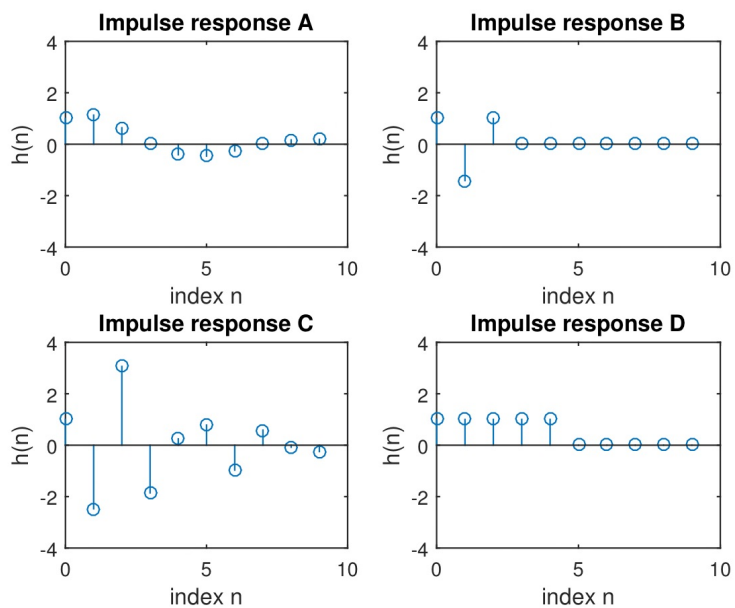 Impulse response A
4
2
0
-2
-4
h(n)
0 5 10
index n
Impulse response B
4
2
0
-2
-4
h(n)
0 5 10
index n
Impulse response C
4
2
0
-2
-4
h(n)
0 5 10
index n
Impulse response D
4
2
0
-2
-4
h(n)
0 5 10
index n